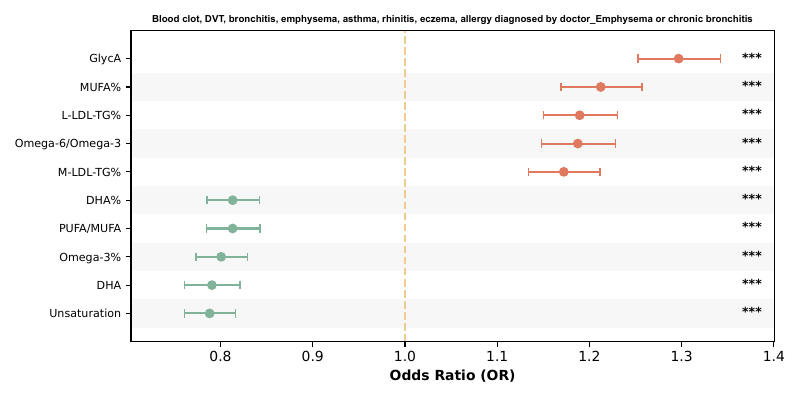 Blood clot, DVT, bronchitis, emphysema, asthma, rhinitis, eczema, allergy diagnosed by doctor_Emphysema or chronic bronchitis
GlycA ***
MUFA% ***
L-LDL-TG% ***
Omega-6/Omega-3 ***
M-LDL-TG% ***
DHA% ***
PUFA/MUFA ***
Omega-3% ***
DHA ***
Unsaturation ***
0.8 0.9 1.0 1.1 1.2 1.3 1.4
Odds Ratio (OR)